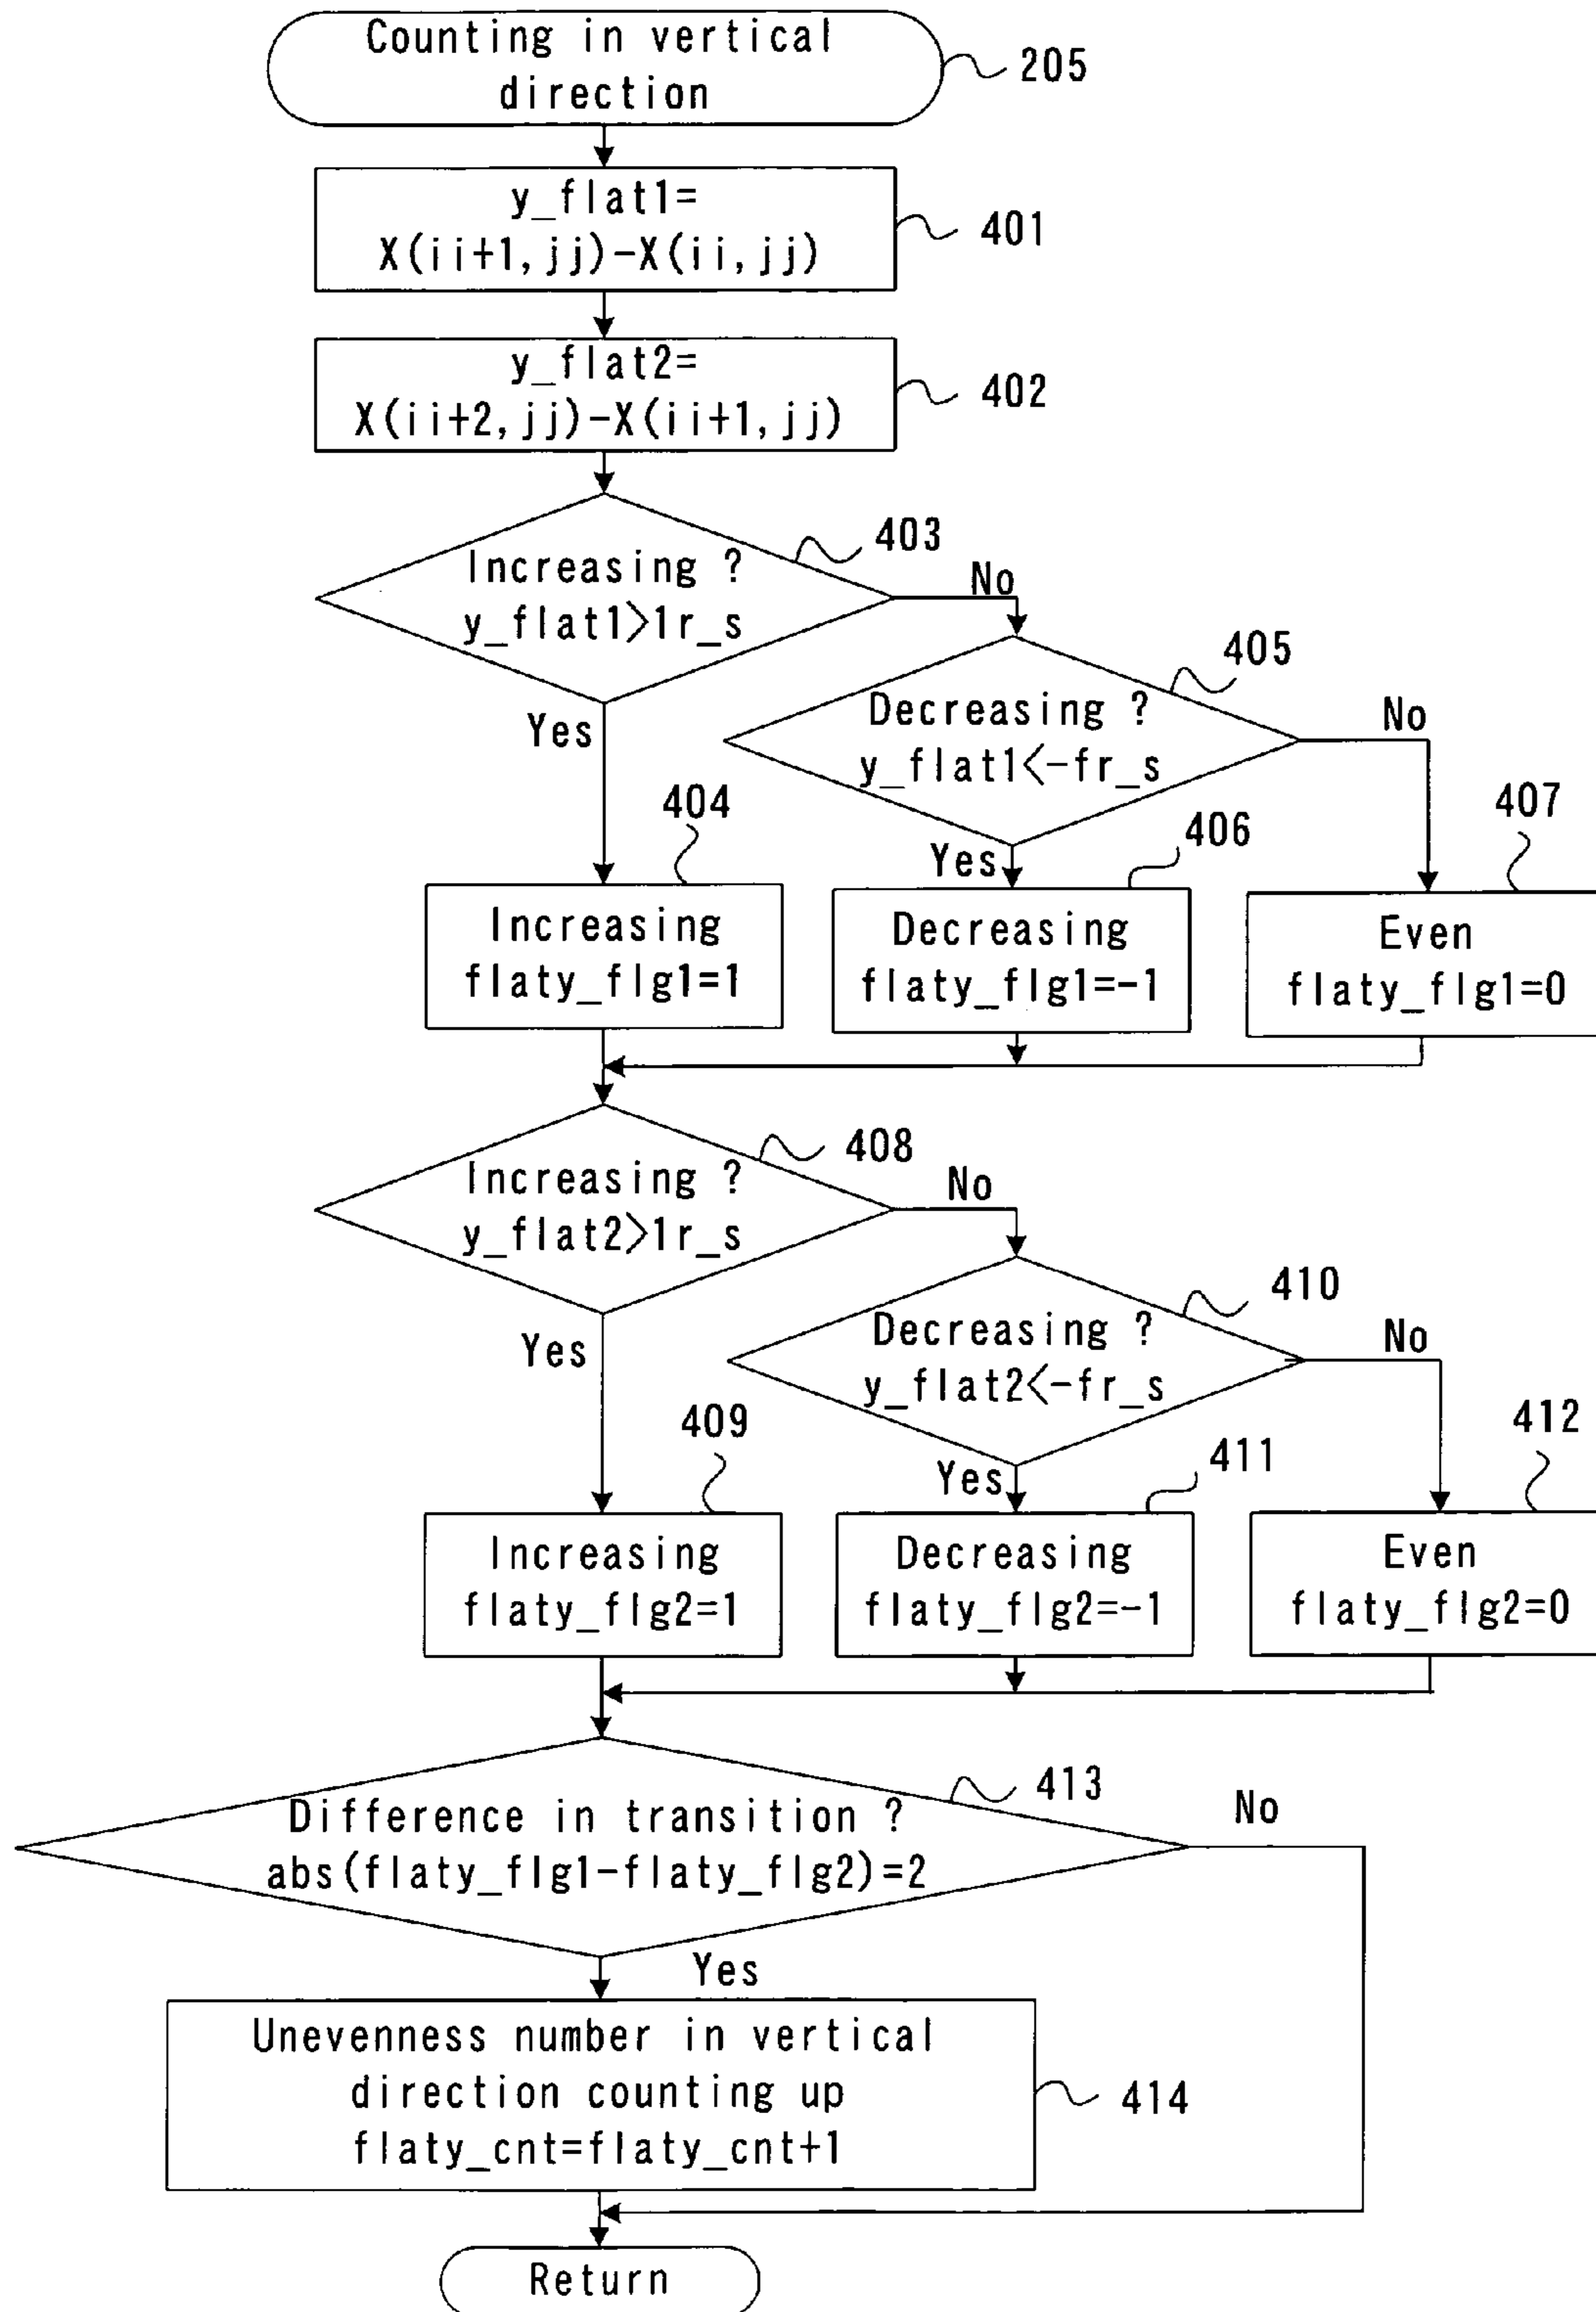 Counting in vertical
direction
205
y_flat1=
X(ii+1,jj)-X(ii,jj)
401
y_flat2=
X(ii+2,jj)-X(ii+1,jj)
402
403
Increasing ?
y_flat1>1r_s
No
Yes
405
Decreasing ?
y_flat1<-fr_s
No
Yes
404
Increasing
flaty_flg1=1
406
Decreasing
flaty_flg1=-1
407
Even
flaty_flg1=0
408
Increasing ?
y_flat2>1r_s
No
Yes
410
Decreasing ?
y_flat2<-fr_s
No
Yes
409
Increasing
flaty_flg2=1
411
Decreasing
flaty_flg2=-1
412
Even
flaty_flg2=0
413
Difference in transition ?
abs(flaty_flg1-flaty_flg2)=2
No
Yes
Unevenness number in vertical
direction counting up
flaty_cnt=flaty_cnt+1
414
Return